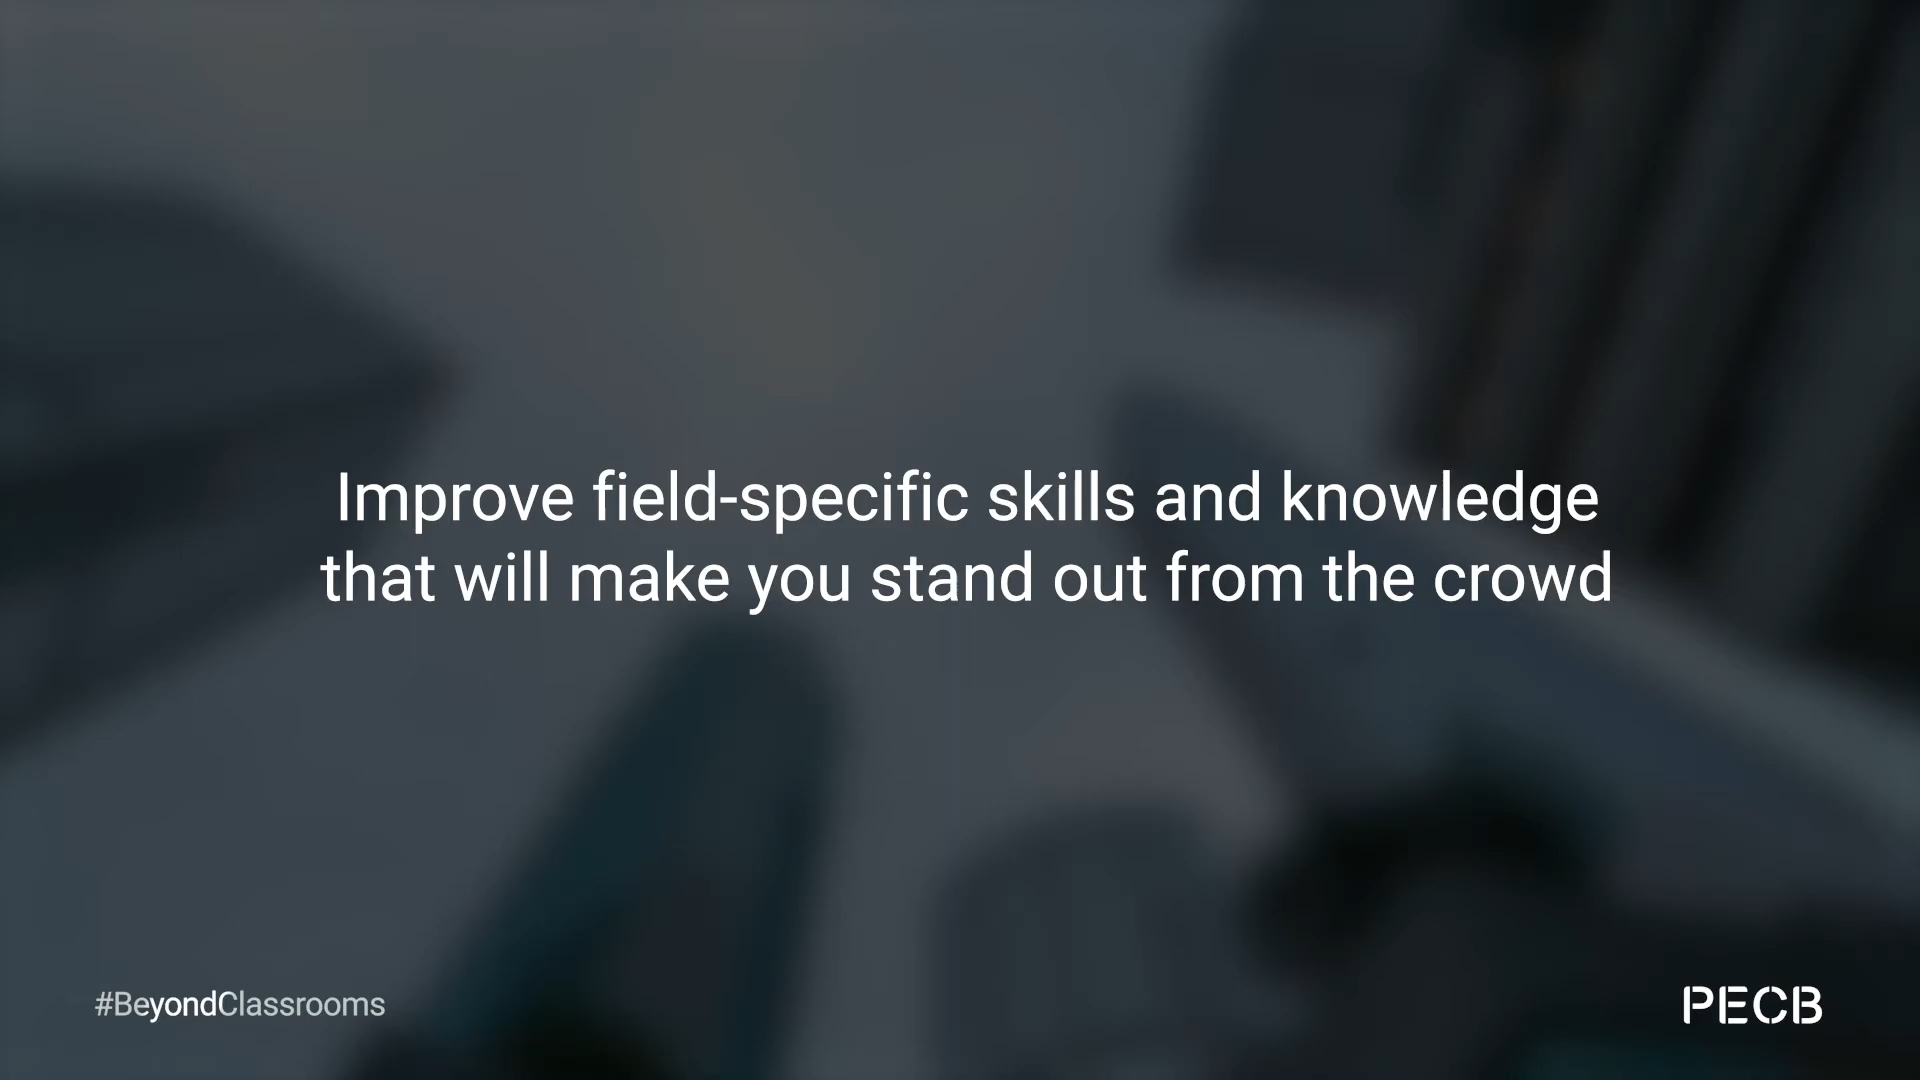 Improve field-specific skills and knowledge
that will make you stand out from the crowd
#BeyondClassrooms
PECB